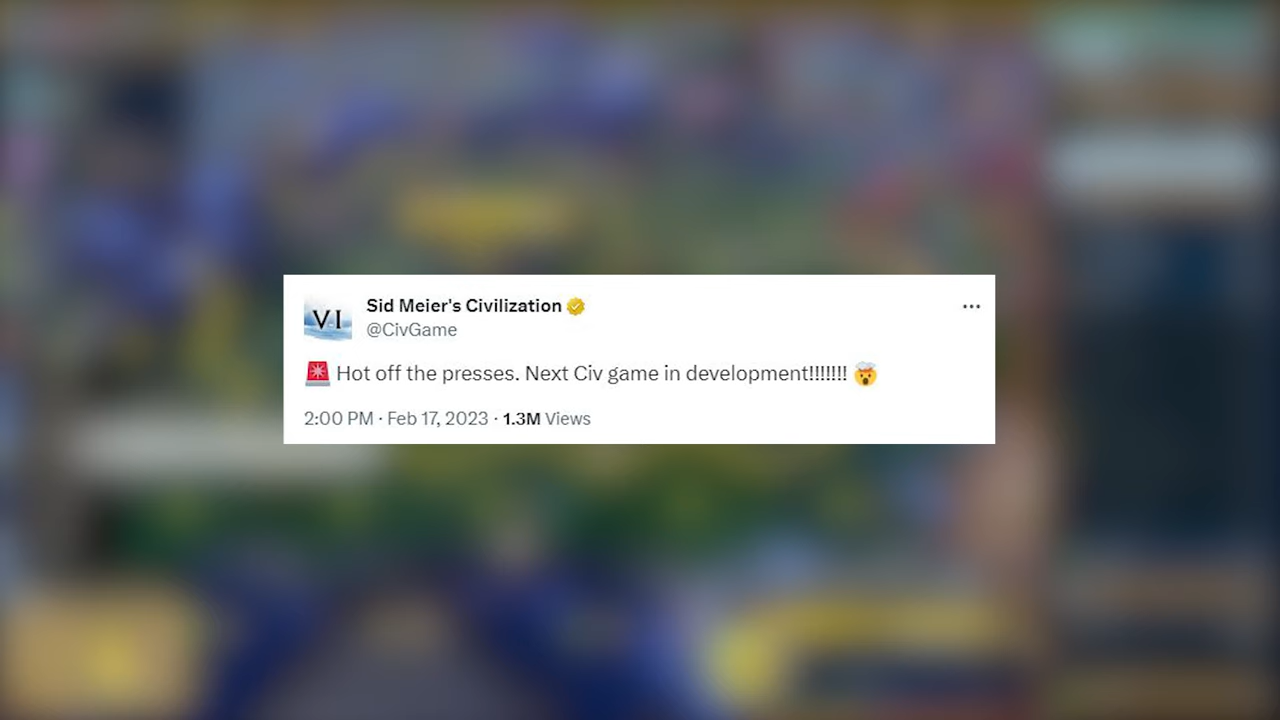 VI
Sid Meier's Civilization
@CivGame
🚨 Hot off the presses. Next Civ game in development!!!!!!! 🤯
2:00 PM · Feb 17, 2023 · 1.3M Views